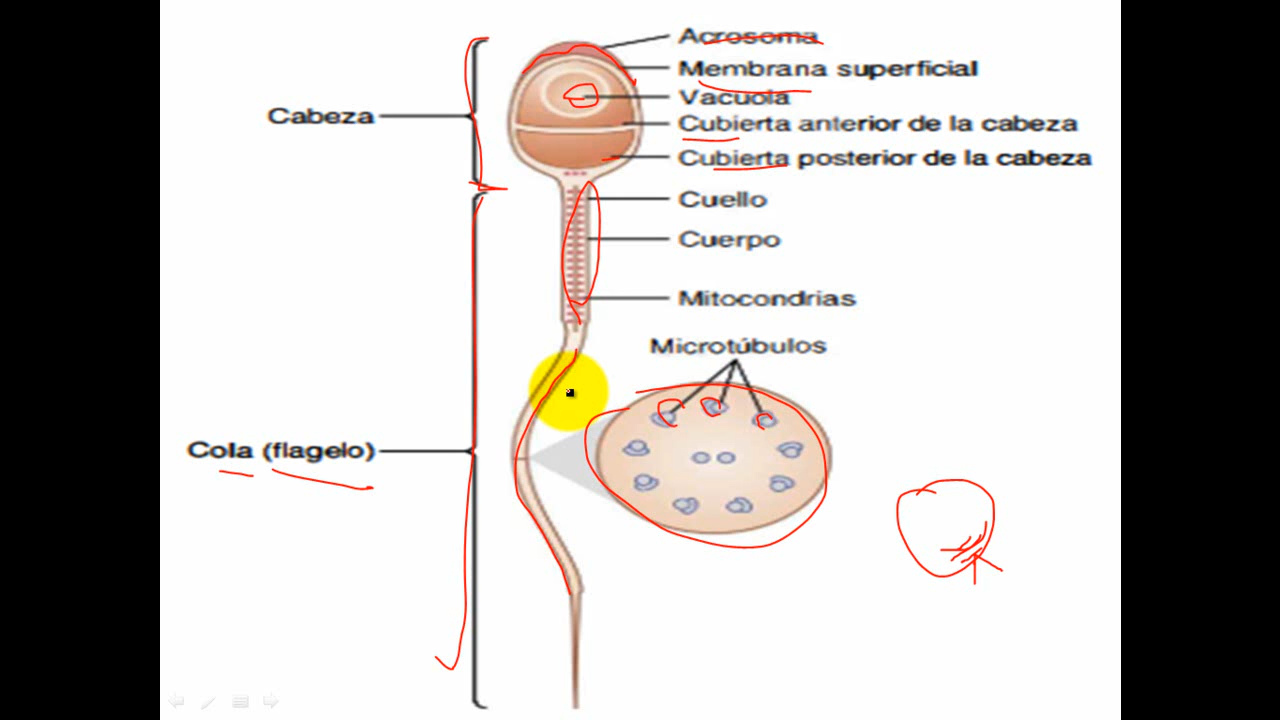 Acrosoma
Membrana superficial
Vacuola
Cubierta anterior de la cabeza
Cubierta posterior de la cabeza
Cabeza
Cuello
Cuerpo
Mitocondrias
Microtúbulos
Cola (flagelo)